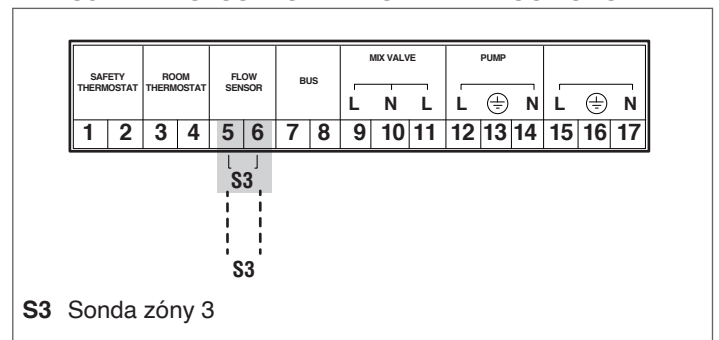 SAFETY THERMOSTAT ROOM THERMOSTAT FLOW SENSOR BUS MIX VALVE PUMP
L N L L N L N
1 2 3 4 5 6 7 8 9 10 11 12 13 14 15 16 17
S3
S3
S3 Sonda zóny 3